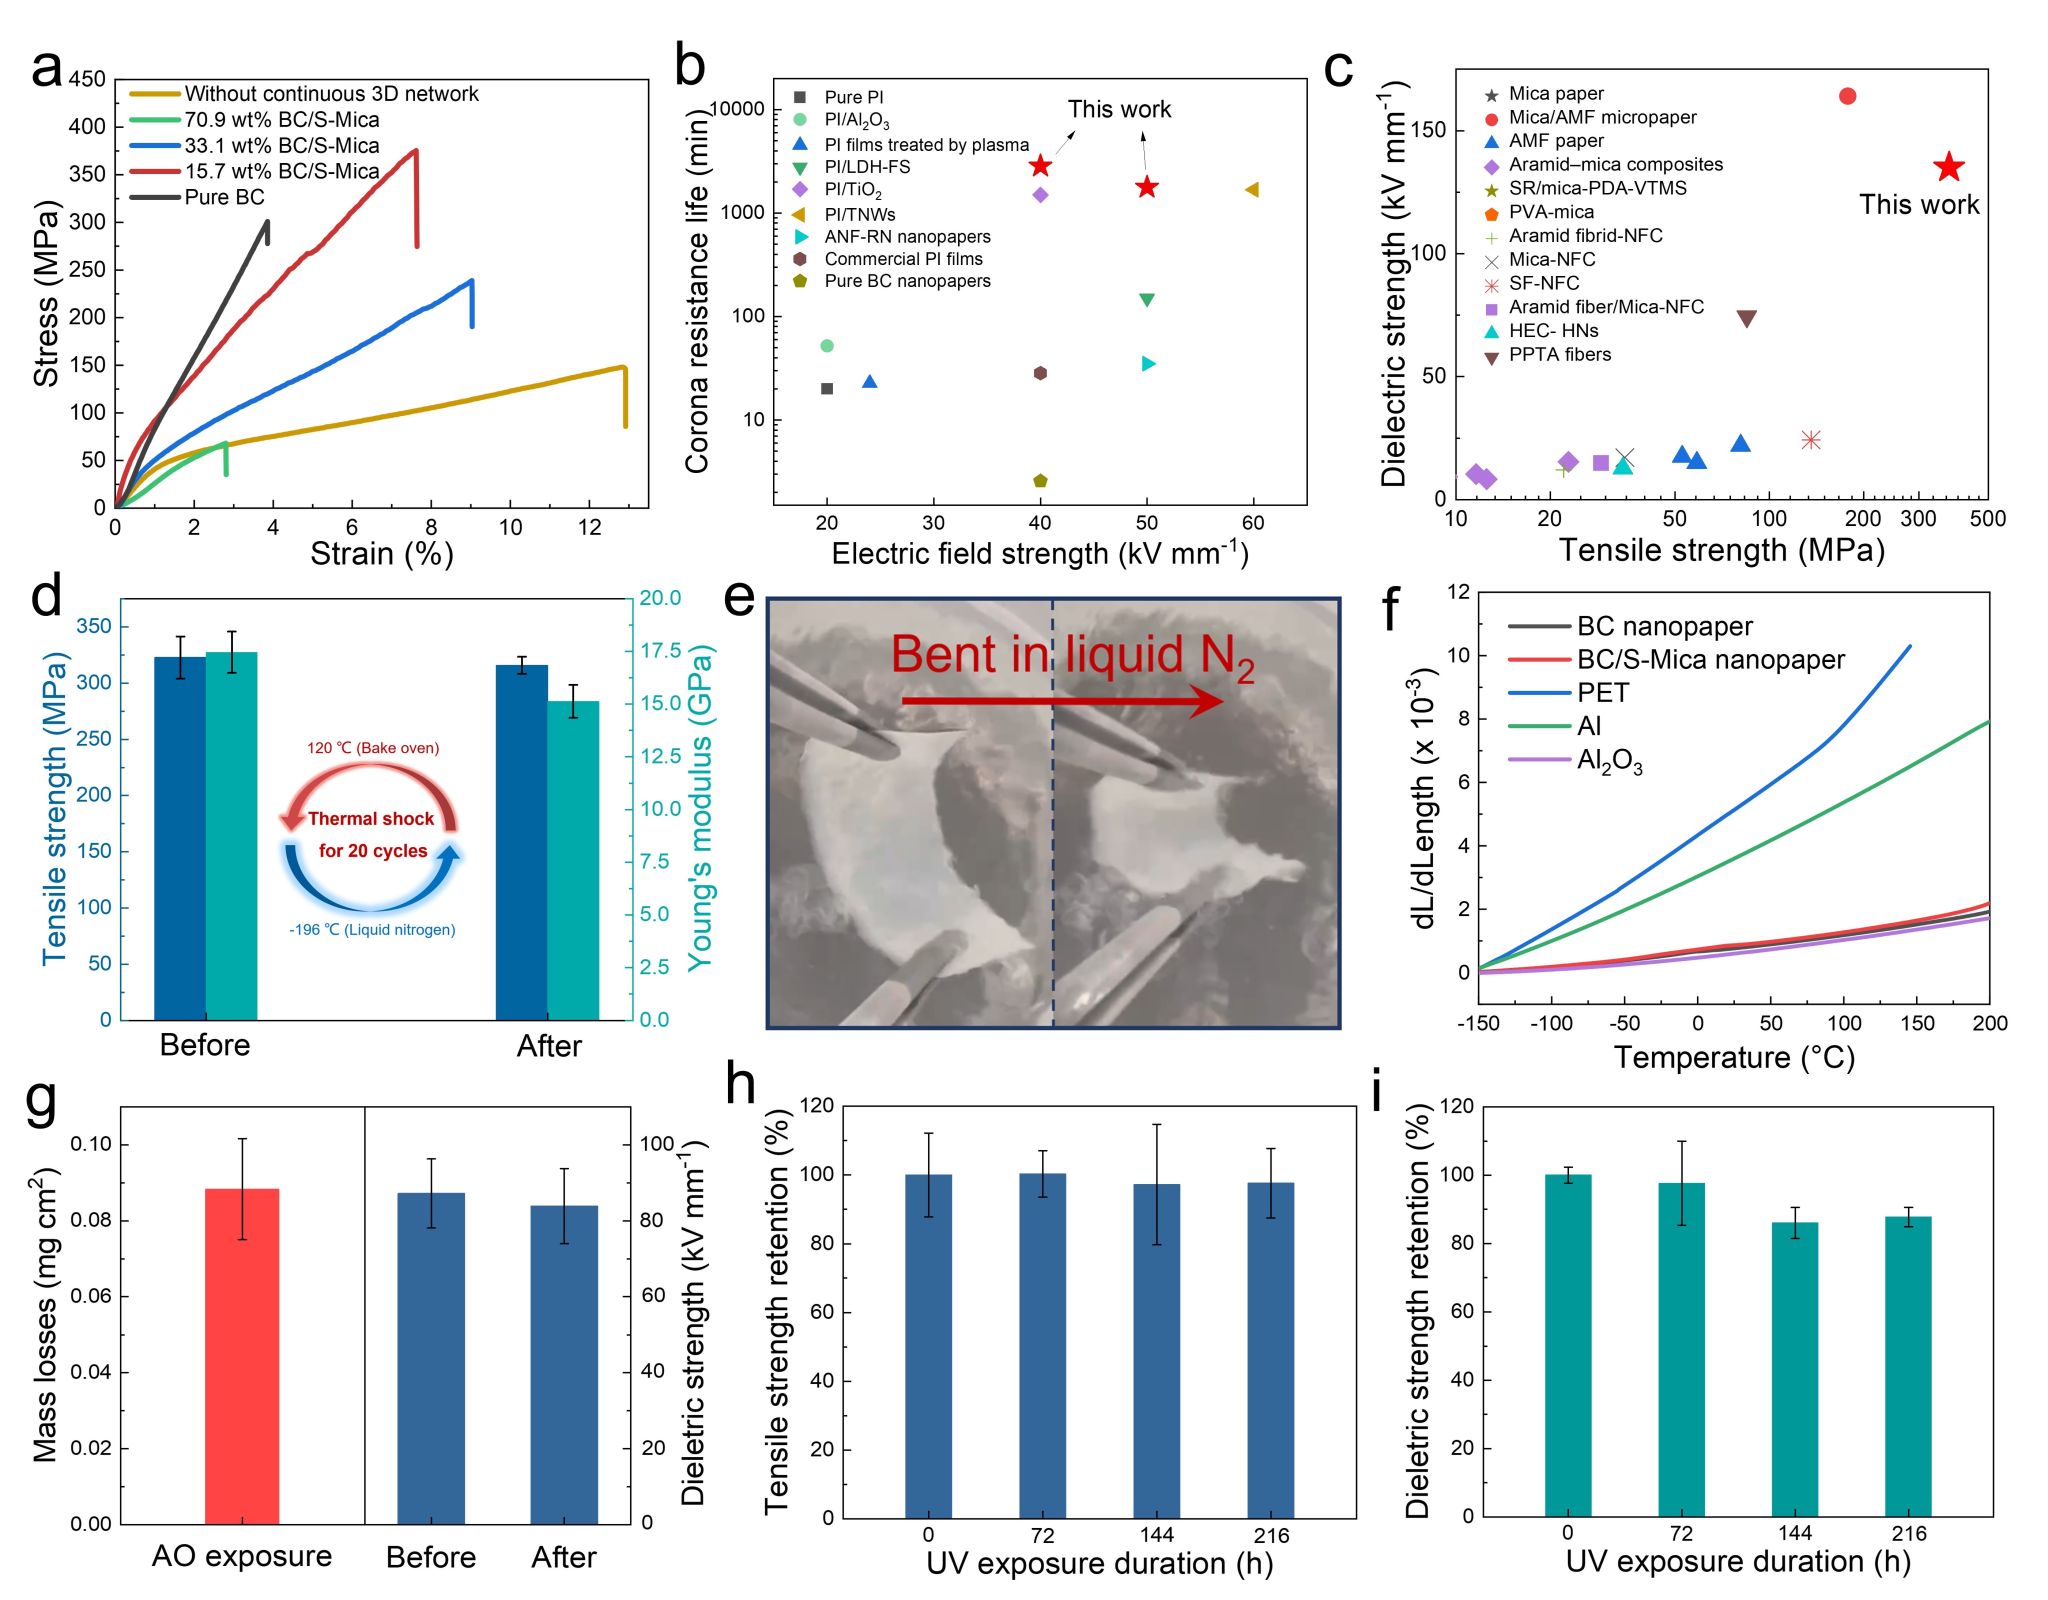 a
450
400
350
300
250
200
150
100
50
0
0 2 4 6 8 10 12
Stress (MPa)
Strain (%)
Without continuous 3D network
70.9 wt% BC/S-Mica
33.1 wt% BC/S-Mica
15.7 wt% BC/S-Mica
Pure BC
b
Corona resistance life (min)
10000
1000
100
10
20 30 40 50 60
Electric field strength (kV mm⁻¹)
Pure PI
PI/Al₂O₃
PI films treated by plasma
PI/LDH-FS
PI/TiO₂
PI/TNWs
ANF-RN nanopapers
Commercial PI films
Pure BC nanopapers
This work
c
Dielectric strength (kV mm⁻¹)
150
100
50
0
10 20 50 100 200 300 500
Tensile strength (MPa)
Mica paper
Mica/AMF micropaper
AMF paper
Aramid–mica composites
SR/mica-PDA-VTMS
PVA-mica
Aramid fibrid-NFC
Mica-NFC
SF-NFC
Aramid fiber/Mica-NFC
HEC- HNs
PPTA fibers
This work
d
Tensile strength (MPa)
350
300
250
200
150
100
50
0
120 ℃ (Bake oven)
Thermal shock
for 20 cycles
-196 ℃ (Liquid nitrogen)
Before After
20.0
17.5
15.0
12.5
10.0
7.5
5.0
2.5
0.0
Young's modulus (GPa)
e
Bent in liquid N₂
f
dL/dLength (x 10⁻³)
12
10
8
6
4
2
0
-150 -100 -50 0 50 100 150 200
Temperature (°C)
BC nanopaper
BC/S-Mica nanopaper
PET
Al
Al₂O₃
g
Mass losses (mg cm²)
0.10
0.08
0.06
0.04
0.02
0.00
AO exposure Before After
100
80
60
40
20
0
Dieletric strength (kV mm⁻¹)
h
Tensile strength retention (%)
120
100
80
60
40
20
0
0 72 144 216
UV exposure duration (h)
i
Dieletric strength retention (%)
120
100
80
60
40
20
0
0 72 144 216
UV exposure duration (h)